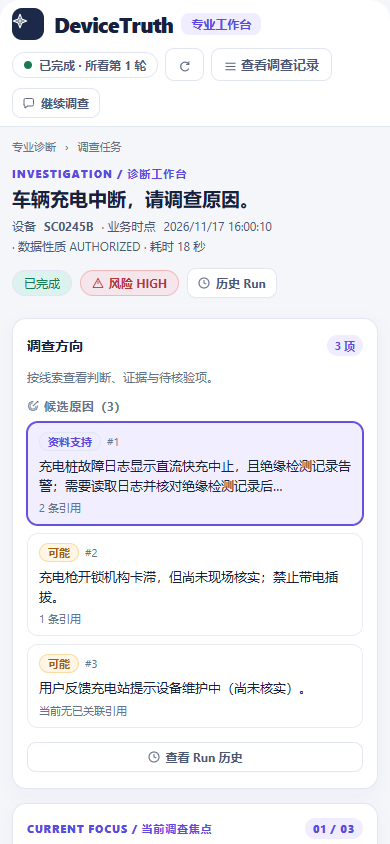 DeviceTruth 专业工作台
已完成 · 所看第 1 轮
查看调查记录
继续调查
专业诊断 › 调查任务
INVESTIGATION / 诊断工作台
车辆充电中断，请调查原因。
设备 SC0245B · 业务时点 2026/11/17 16:00:10
· 数据性质 AUTHORIZED · 耗时 18 秒
已完成 风险 HIGH 历史 Run
调查方向 3 项
按线索查看判断、证据与待核验项。
候选原因（3）
资料支持 #1
充电桩故障日志显示直流快充中止，且绝缘检测记录告
警；需要读取日志并核对绝缘检测记录后...
2 条引用
可能 #2
充电枪开锁机构卡滞，但尚未现场核实；禁止带电插
拔。
1 条引用
可能 #3
用户反馈充电站提示设备维护中（尚未核实）。
当前无已关联引用
查看 Run 历史
CURRENT FOCUS / 当前调查焦点 01 / 03